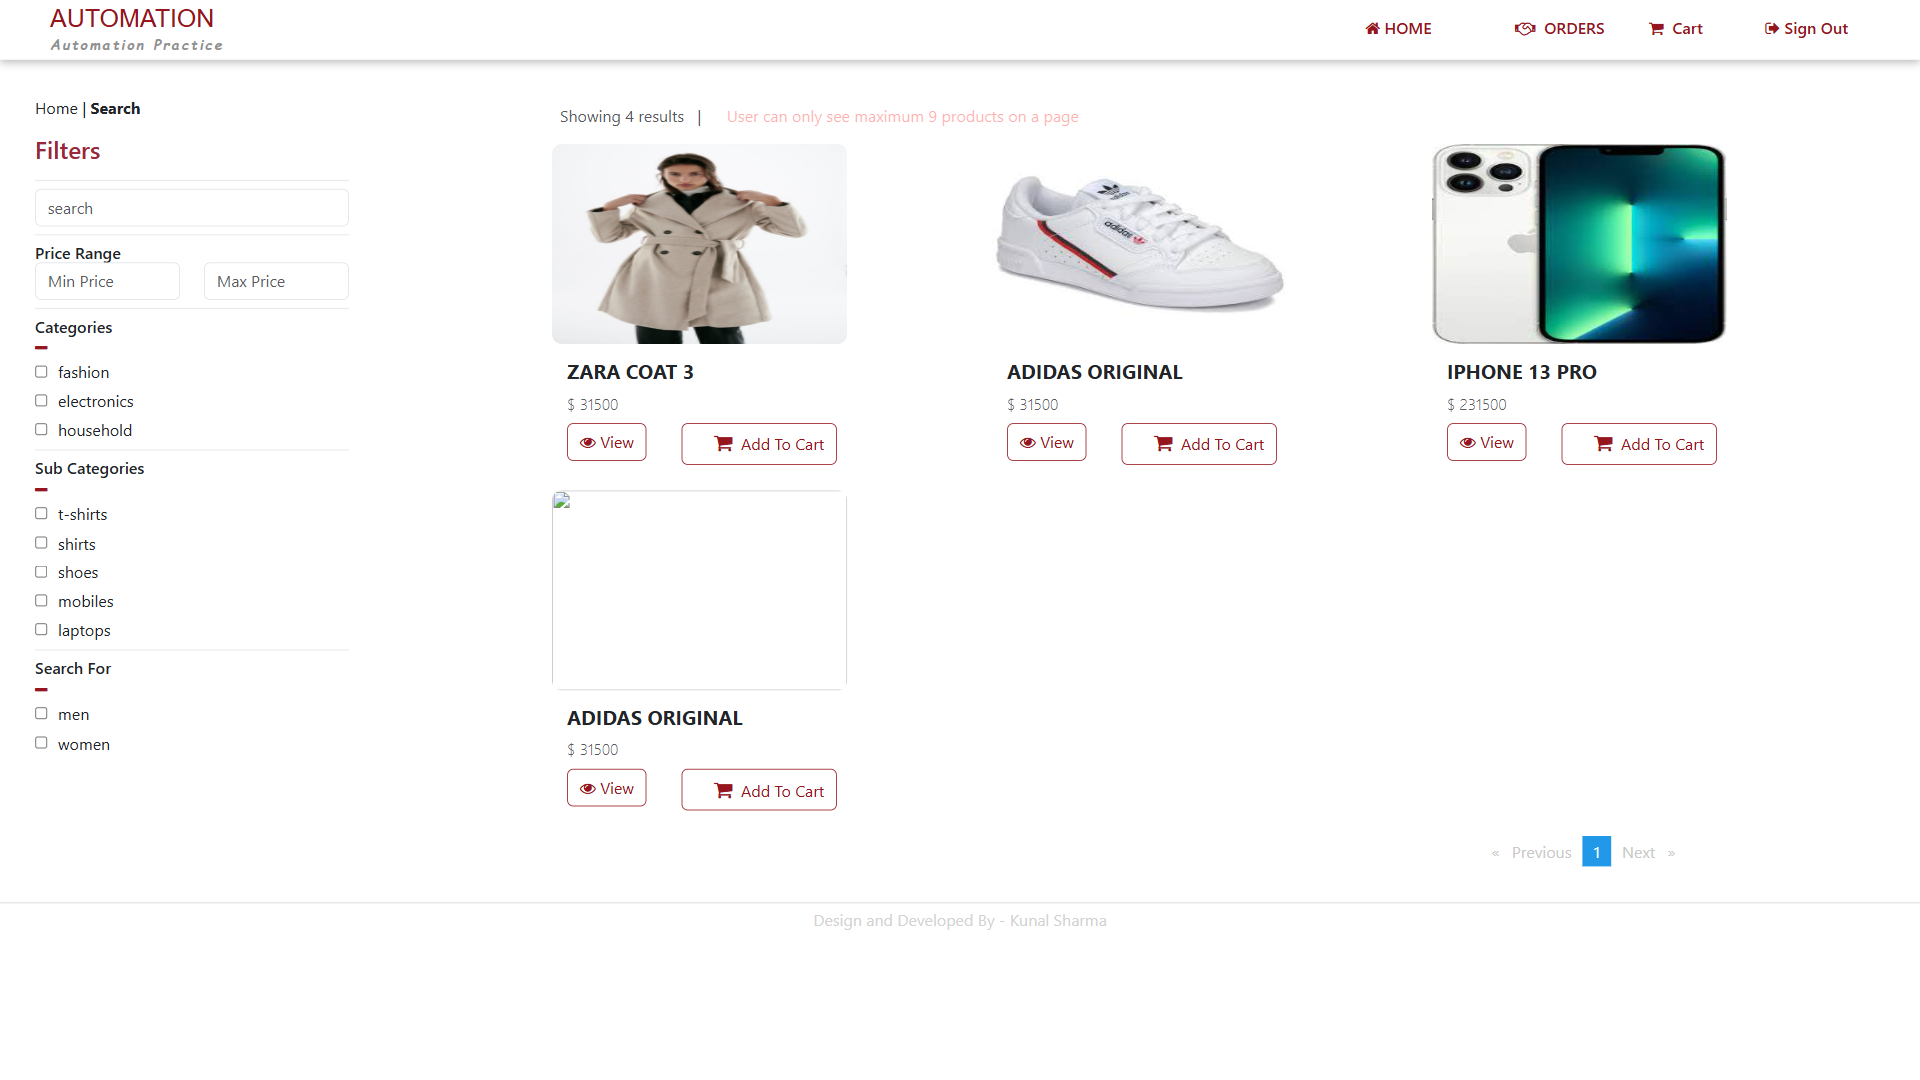 AUTOMATION
Automation Practice
HOME
ORDERS
Cart
Sign Out
Home | Search
Filters
search
Price Range
Min Price
Max Price
Categories
fashion
electronics
household
Sub Categories
t-shirts
shirts
shoes
mobiles
laptops
Search For
men
women
Showing 4 results |
User can only see maximum 9 products on a page
adidas
adidas
ZARA COAT 3
$ 31500
View
Add To Cart
ADIDAS ORIGINAL
$ 31500
View
Add To Cart
IPHONE 13 PRO
$ 231500
View
Add To Cart
ADIDAS ORIGINAL
$ 31500
View
Add To Cart
« Previous 1 Next »
Design and Developed By - Kunal Sharma